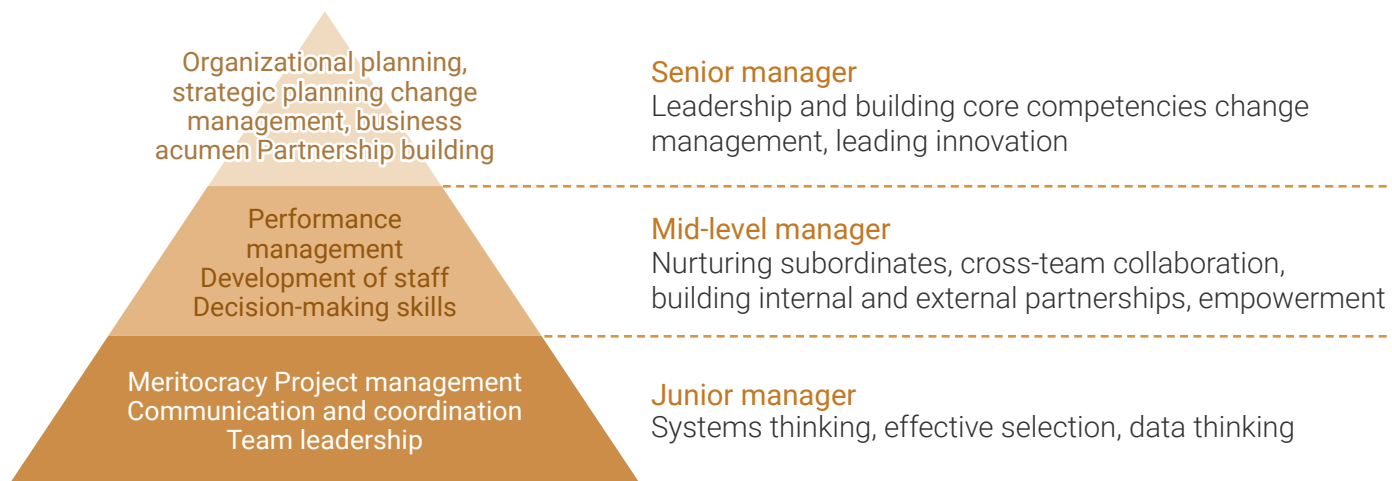 Organizational planning,
strategic planning change
management, business
acumen Partnership building
Senior manager
Leadership and building core competencies change
management, leading innovation
Performance
management
Development of staff
Decision-making skills
Mid-level manager
Nurturing subordinates, cross-team collaboration,
building internal and external partnerships, empowerment
Meritocracy Project management
Communication and coordination
Team leadership
Junior manager
Systems thinking, effective selection, data thinking